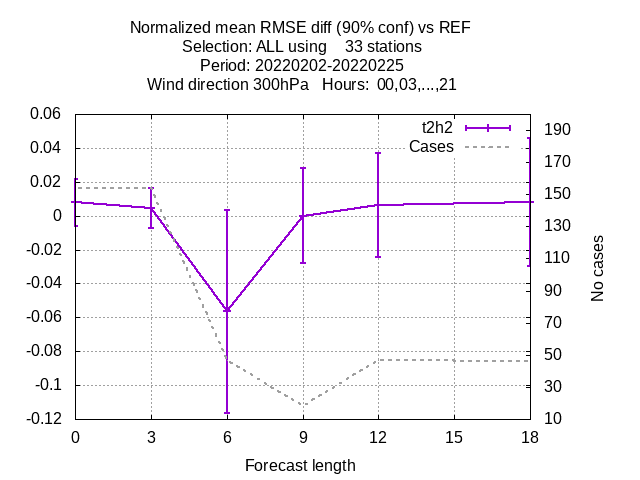 Normalized mean RMSE diff (90% conf) vs REF
Selection: ALL using    33 stations
Period: 20220202-20220225
Wind direction 300hPa   Hours:  00,03,...,21
t2h2
Cases
0.06
0.04
0.02
0
-0.02
-0.04
-0.06
-0.08
-0.1
-0.12
190
170
150
130
110
90
70
50
30
10
No cases
0 3 6 9 12 15 18
Forecast length